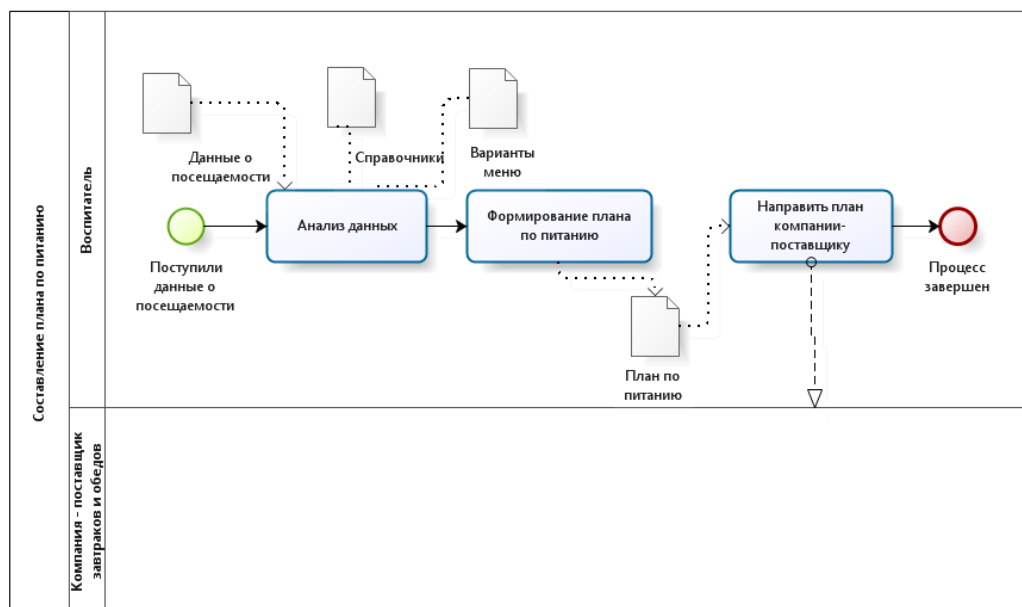 Составление плана по питанию
Воспитатель
Данные о
посещаемости
Справочники
Варианты
меню
Поступили
данные о
посещаемости
Анализ данных
Формирование плана
по питанию
План по
питанию
Направить план
компании-
поставщику
Процесс
завершен
Компания - поставщик
завтраков и обедов